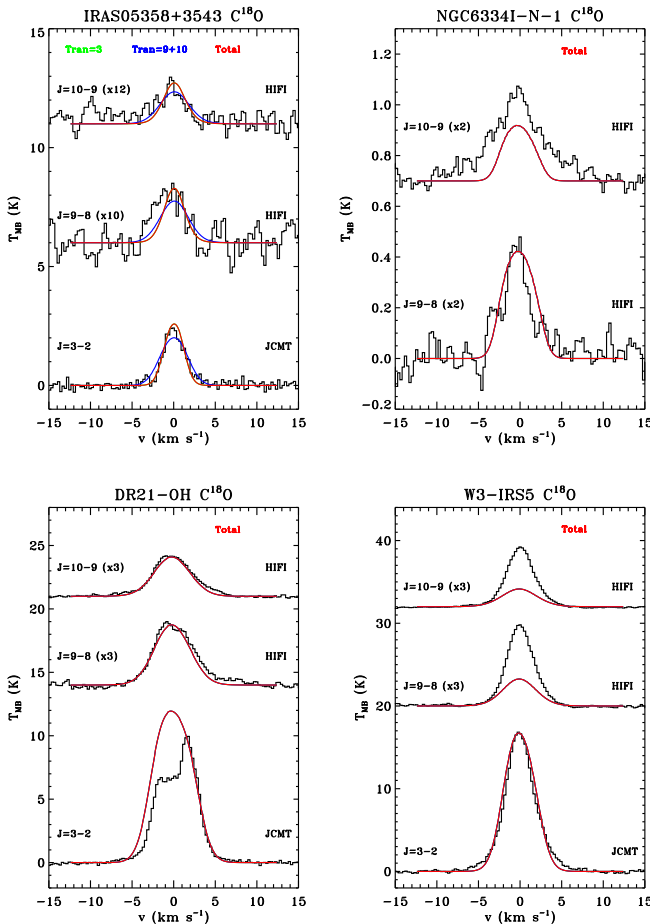 IRAS05358+3543 C¹⁸O
Tran=3 Tran=9+10 Total
J=10-9 (x12) HIFI
J=9-8 (x10) HIFI
J=3-2 JCMT
15
10
5
0
T_MB (K)
-15 -10 -5 0 5 10 15
v (km s⁻¹)
NGC6334I-N-1 C¹⁸O
Total
J=10-9 (x2) HIFI
J=9-8 (x2) HIFI
1.2
1.0
0.8
0.6
0.4
0.2
0.0
-0.2
T_MB (K)
-15 -10 -5 0 5 10 15
v (km s⁻¹)
DR21-OH C¹⁸O
Total
J=10-9 (x3) HIFI
J=9-8 (x3) HIFI
J=3-2 JCMT
25
20
15
10
5
0
T_MB (K)
-15 -10 -5 0 5 10 15
v (km s⁻¹)
W3-IRS5 C¹⁸O
Total
J=10-9 (x3) HIFI
J=9-8 (x3) HIFI
J=3-2 JCMT
40
30
20
10
0
T_MB (K)
-15 -10 -5 0 5 10 15
v (km s⁻¹)